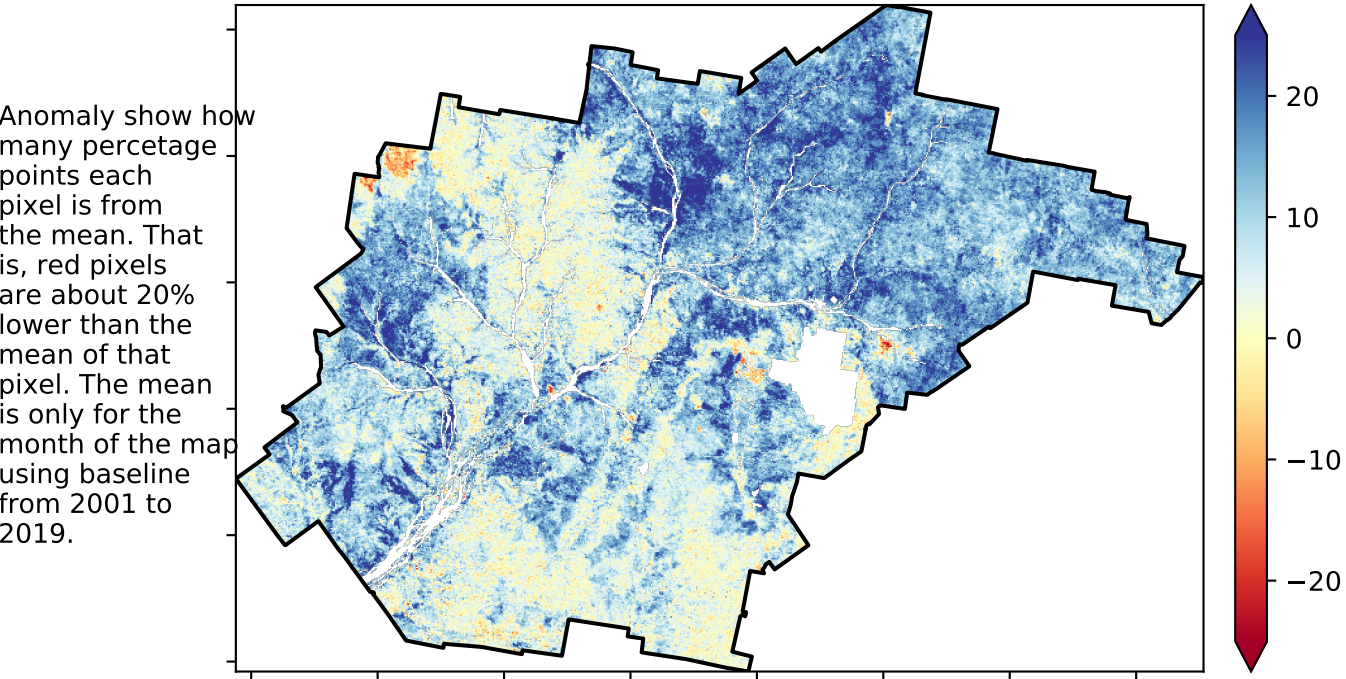 Anomaly show how
many percetage
points each
pixel is from
the mean. That
is, red pixels
are about 20%
lower than the
mean of that
pixel. The mean
is only for the
month of the map
using baseline
from 2001 to
2019.
20
10
0
−10
−20